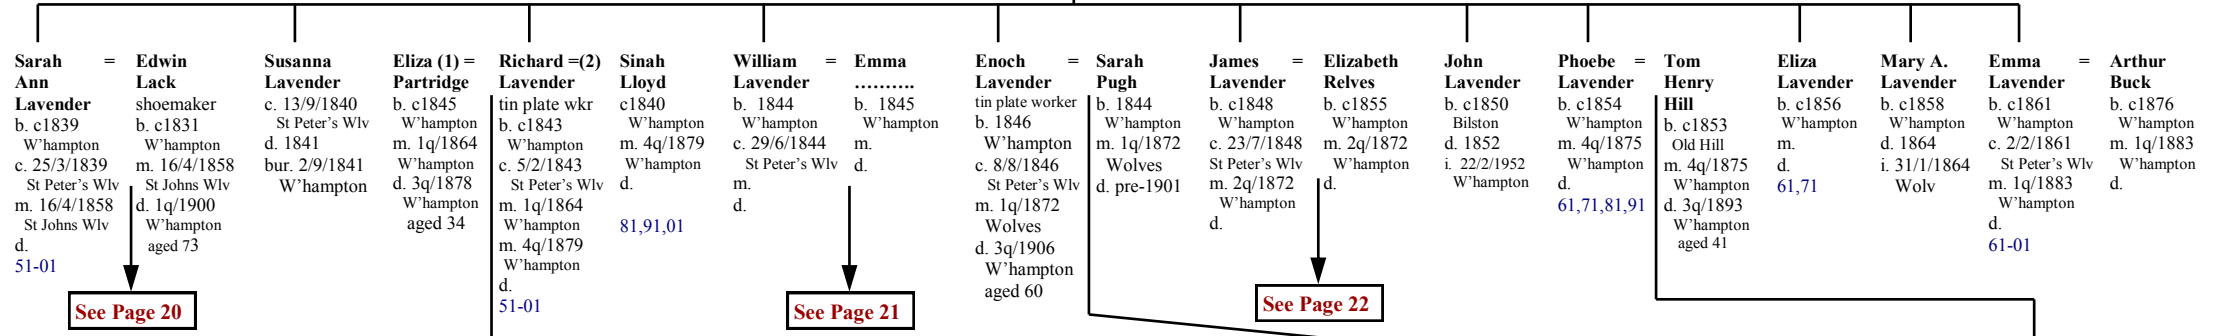 Sarah =
Ann
Lavender
b. c1839
W'hampton
c. 25/3/1839
St Peter's Wlv
m. 16/4/1858
St Johns Wlv
d.
51-01
Edwin
Lack
shoemaker
b. c1831
W'hampton
m. 16/4/1858
St Johns Wlv
d. 1q/1900
W'hampton
aged 73
See Page 20
Susanna
Lavender
c. 13/9/1840
St Peter's Wlv
d. 1841
bur. 2/9/1841
W'hampton
Eliza (1) =
Partridge
b. c1845
W'hampton
m. 1q/1864
W'hampton
d. 3q/1878
W'hampton
aged 34
Richard =(2)
Lavender
tin plate wkr
b. c1843
W'hampton
c. 5/2/1843
St Peter's Wlv
m. 1q/1864
W'hampton
m. 4q/1879
W'hampton
d.
51-01
Sinah
Lloyd
c1840
W'hampton
m. 4q/1879
W'hampton
d.
81,91,01
William =
Lavender
b. 1844
W'hampton
c. 29/6/1844
St Peter's Wlv
m.
d.
Emma
..........
b. 1845
W'hampton
m.
d.
See Page 21
Enoch =
Lavender
tin plate worker
b. 1846
W'hampton
c. 8/8/1846
St Peter's Wlv
m. 1q/1872
Wolves
d. 3q/1906
W'hampton
aged 60
Sarah
Pugh
b. 1844
W'hampton
m. 1q/1872
Wolves
d. pre-1901
James =
Lavender
b. c1848
W'hampton
c. 23/7/1848
St Peter's Wlv
m. 2q/1872
W'hampton
d.
Elizabeth
Relves
b. c1855
W'hampton
m. 2q/1872
W'hampton
d.
See Page 22
John
Lavender
b. c1850
Bilston
d. 1852
i. 22/2/1952
W'hampton
Phoebe =
Lavender
b. c1854
W'hampton
m. 4q/1875
W'hampton
d.
61,71,81,91
Tom
Henry
Hill
b. c1853
Old Hill
m. 4q/1875
W'hampton
d. 3q/1893
W'hampton
aged 41
Eliza
Lavender
b. c1856
W'hampton
m.
d.
61,71
Mary A.
Lavender
b. c1858
W'hampton
d. 1864
i. 31/1/1864
Wolv
Emma =
Lavender
b. c1861
W'hampton
c. 2/2/1861
St Peter's Wlv
m. 1q/1883
W'hampton
d.
61-01
Arthur
Buck
b. c1876
W'hampton
m. 1q/1883
W'hampton
d.